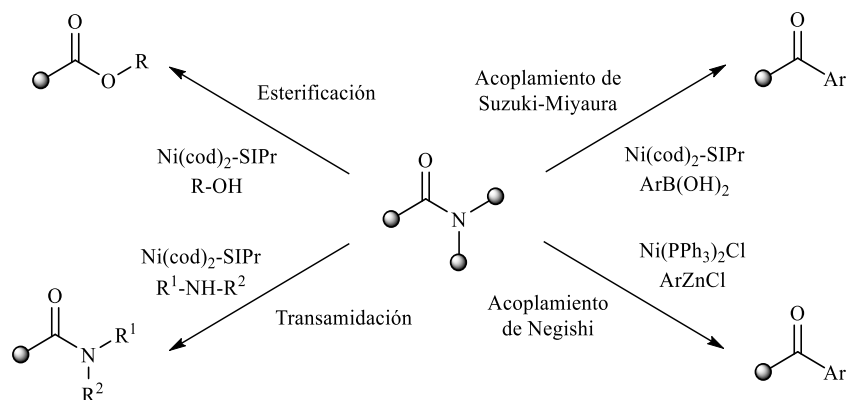 O
O
R
Esterificación
Acoplamiento de
Suzuki-Miyaura
O
Ar
Ni(cod)2-SIPr
R-OH
O
N
Ni(cod)2-SIPr
ArB(OH)2
Ni(cod)2-SIPr
R1-NH-R2
Transamidación
O
N
R1
R2
Ni(PPh3)2Cl
ArZnCl
Acoplamiento
de Negishi
O
Ar